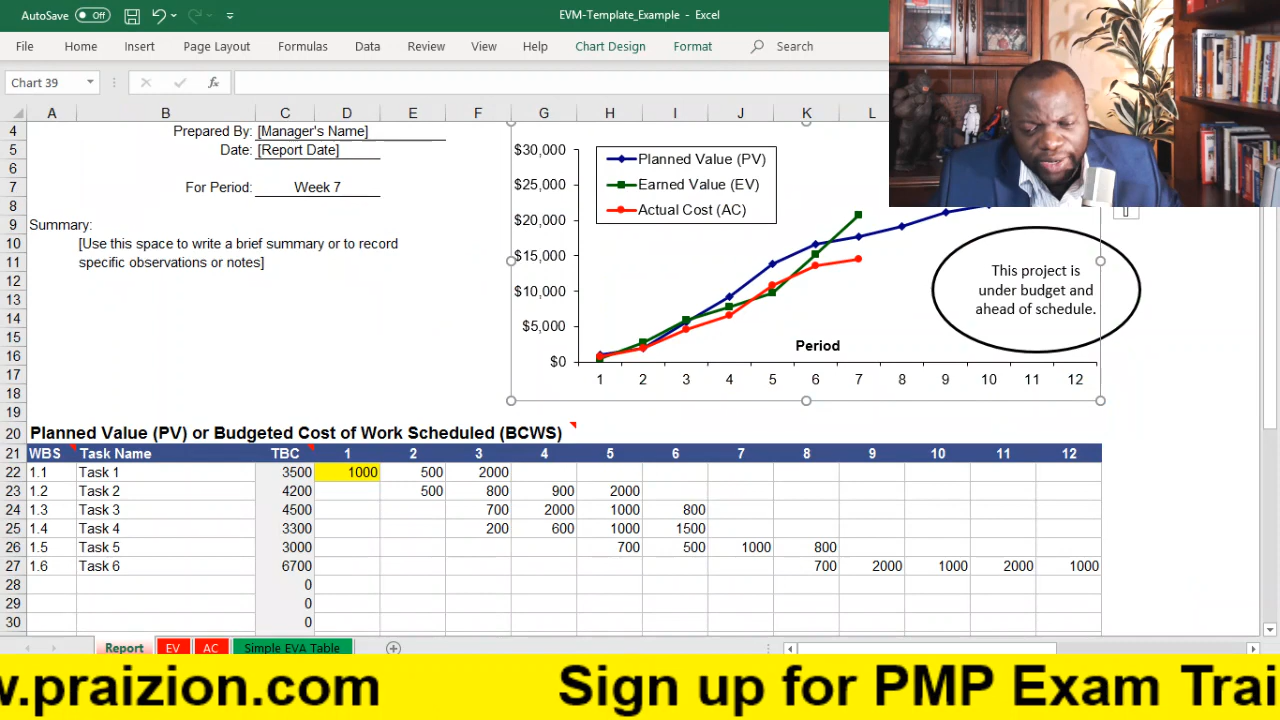 AutoSave Off EVM-Template_Example - Excel
File Home Insert Page Layout Formulas Data Review View Help Chart Design Format Search
Chart 39 fx
A B C D E F G H I J K L
4 Prepared By: [Manager's Name]
5 Date: [Report Date]
6
7 For Period: Week 7
8
9 Summary:
10 [Use this space to write a brief summary or to record
11 specific observations or notes]
12
13
14
15
16
17
18
19
$30,000
$25,000
$20,000
$15,000
$10,000
$5,000
$0
Planned Value (PV)
Earned Value (EV)
Actual Cost (AC)
This project is
under budget and
ahead of schedule.
Period
1 2 3 4 5 6 7 8 9 10 11 12
20 Planned Value (PV) or Budgeted Cost of Work Scheduled (BCWS)
21 WBS Task Name TBC 1 2 3 4 5 6 7 8 9 10 11 12
22 1.1 Task 1 3500 1000 500 2000
23 1.2 Task 2 4200 500 800 900 2000
24 1.3 Task 3 4500 700 2000 1000 800
25 1.4 Task 4 3300 200 600 1000 1500
26 1.5 Task 5 3000 700 500 1000 800
27 1.6 Task 6 6700 700 2000 1000 2000 1000
28 0
29 0
30 0
Report EV AC Simple EVA Table
w.praizion.com Sign up for PMP Exam Trai